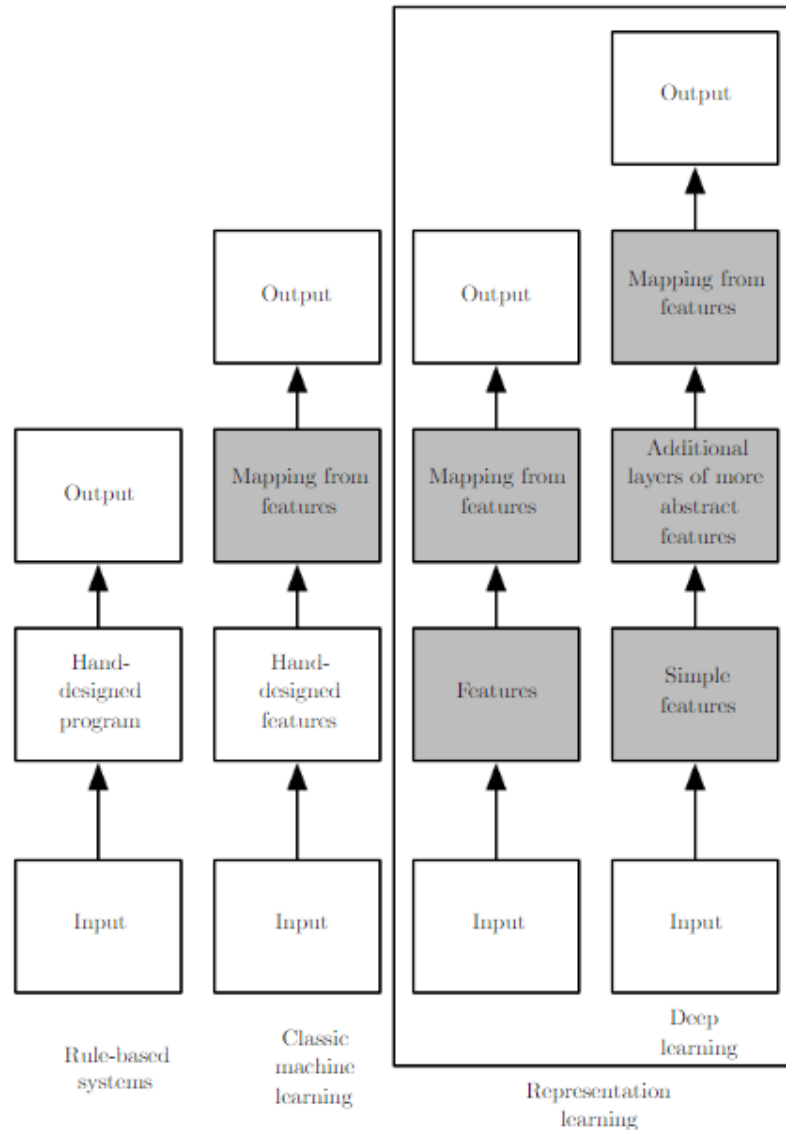 Output
Output
Output
Mapping from
features
Output
Mapping from
features
Mapping from
features
Additional
layers of more
abstract
features
Hand-
designed
program
Hand-
designed
features
Features
Simple
features
Input
Input
Input
Input
Rule-based
systems
Classic
machine
learning
Representation
learning
Deep
learning